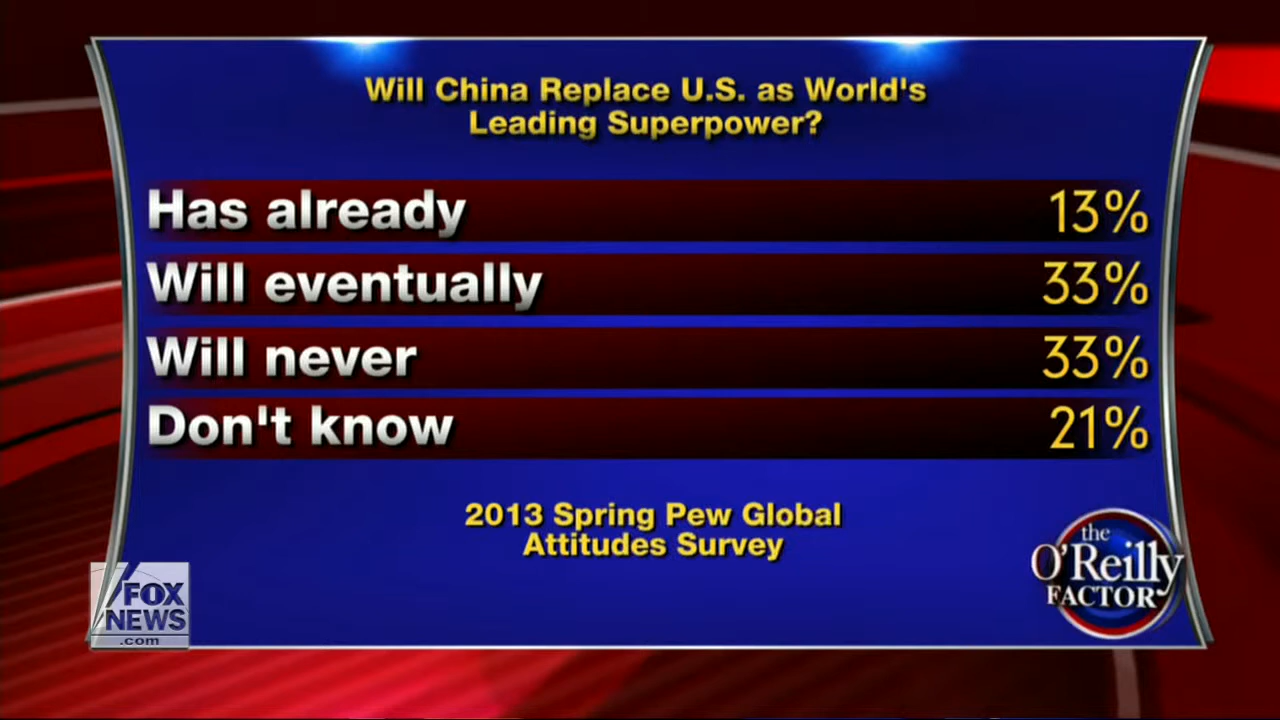 Will China Replace U.S. as World's
Leading Superpower?
Has already 13%
Will eventually 33%
Will never 33%
Don't know 21%
2013 Spring Pew Global
Attitudes Survey
FOX
NEWS
.com
the
O'Reilly
FACTOR